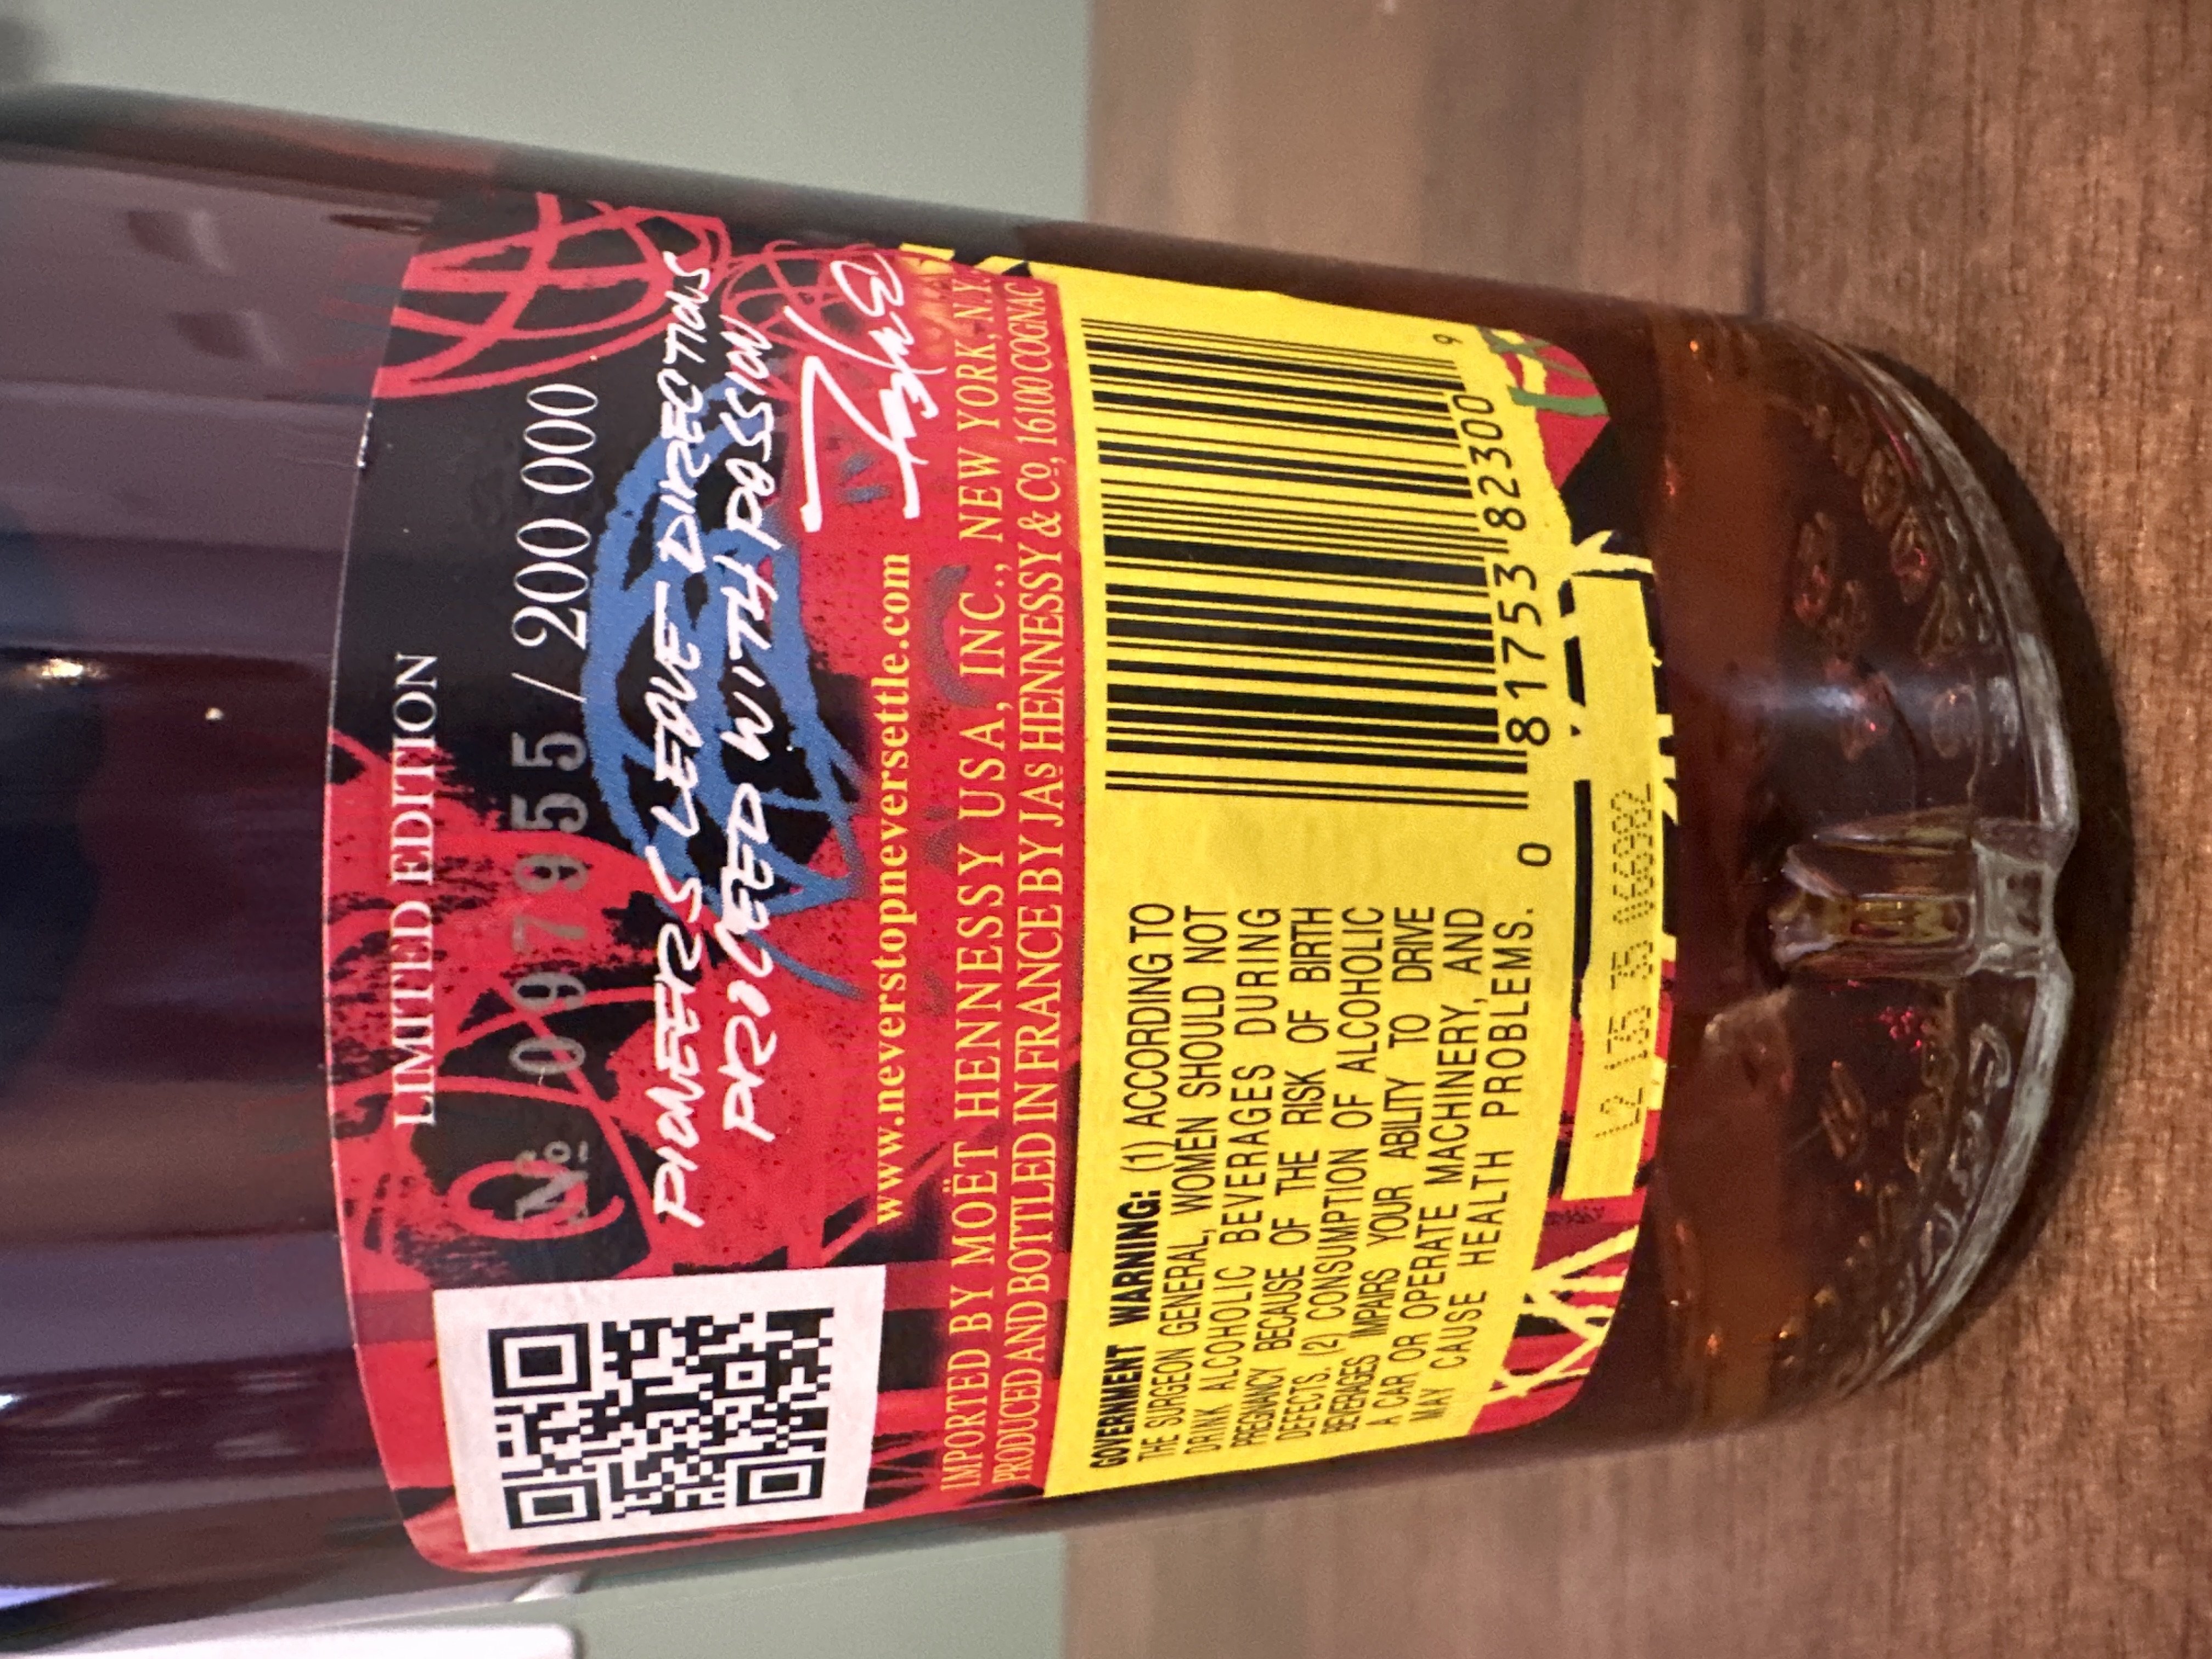 LIMITED EDITION
Nº 097955 / 200 000
PIONEERS LEAVE DIRECTIONS
PROCEED WITH PASSION
www.neverstopneversettle.com
IMPORTED BY MOËT HENNESSY USA, INC., NEW YORK, N.Y.
PRODUCED AND BOTTLED IN FRANCE BY JAS HENNESSY & Co, 16100 COGNAC
GOVERNMENT WARNING: (1) ACCORDING TO
THE SURGEON GENERAL, WOMEN SHOULD NOT
DRINK ALCOHOLIC BEVERAGES DURING
PREGNANCY BECAUSE OF THE RISK OF BIRTH
DEFECTS. (2) CONSUMPTION OF ALCOHOLIC
BEVERAGES IMPAIRS YOUR ABILITY TO DRIVE
A CAR OR OPERATE MACHINERY, AND
MAY CAUSE HEALTH PROBLEMS.
0 81753 82300 9